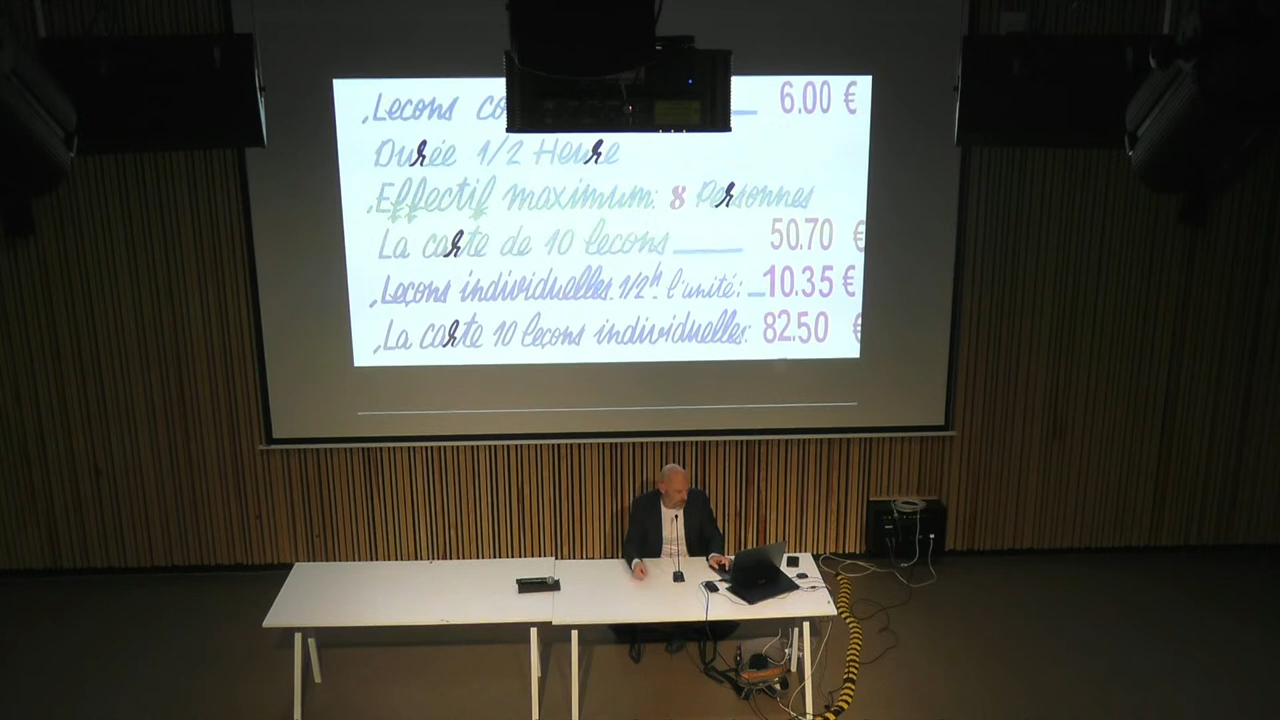 Leçons 6.00 €
Durée 1/2 Heure
Effectif maximum: 8 Personnes
La carte de 10 leçons 50.70 €
Leçons individuelles 1/2h l'unité: 10.35 €
La carte 10 leçons individuelles: 82.50 €